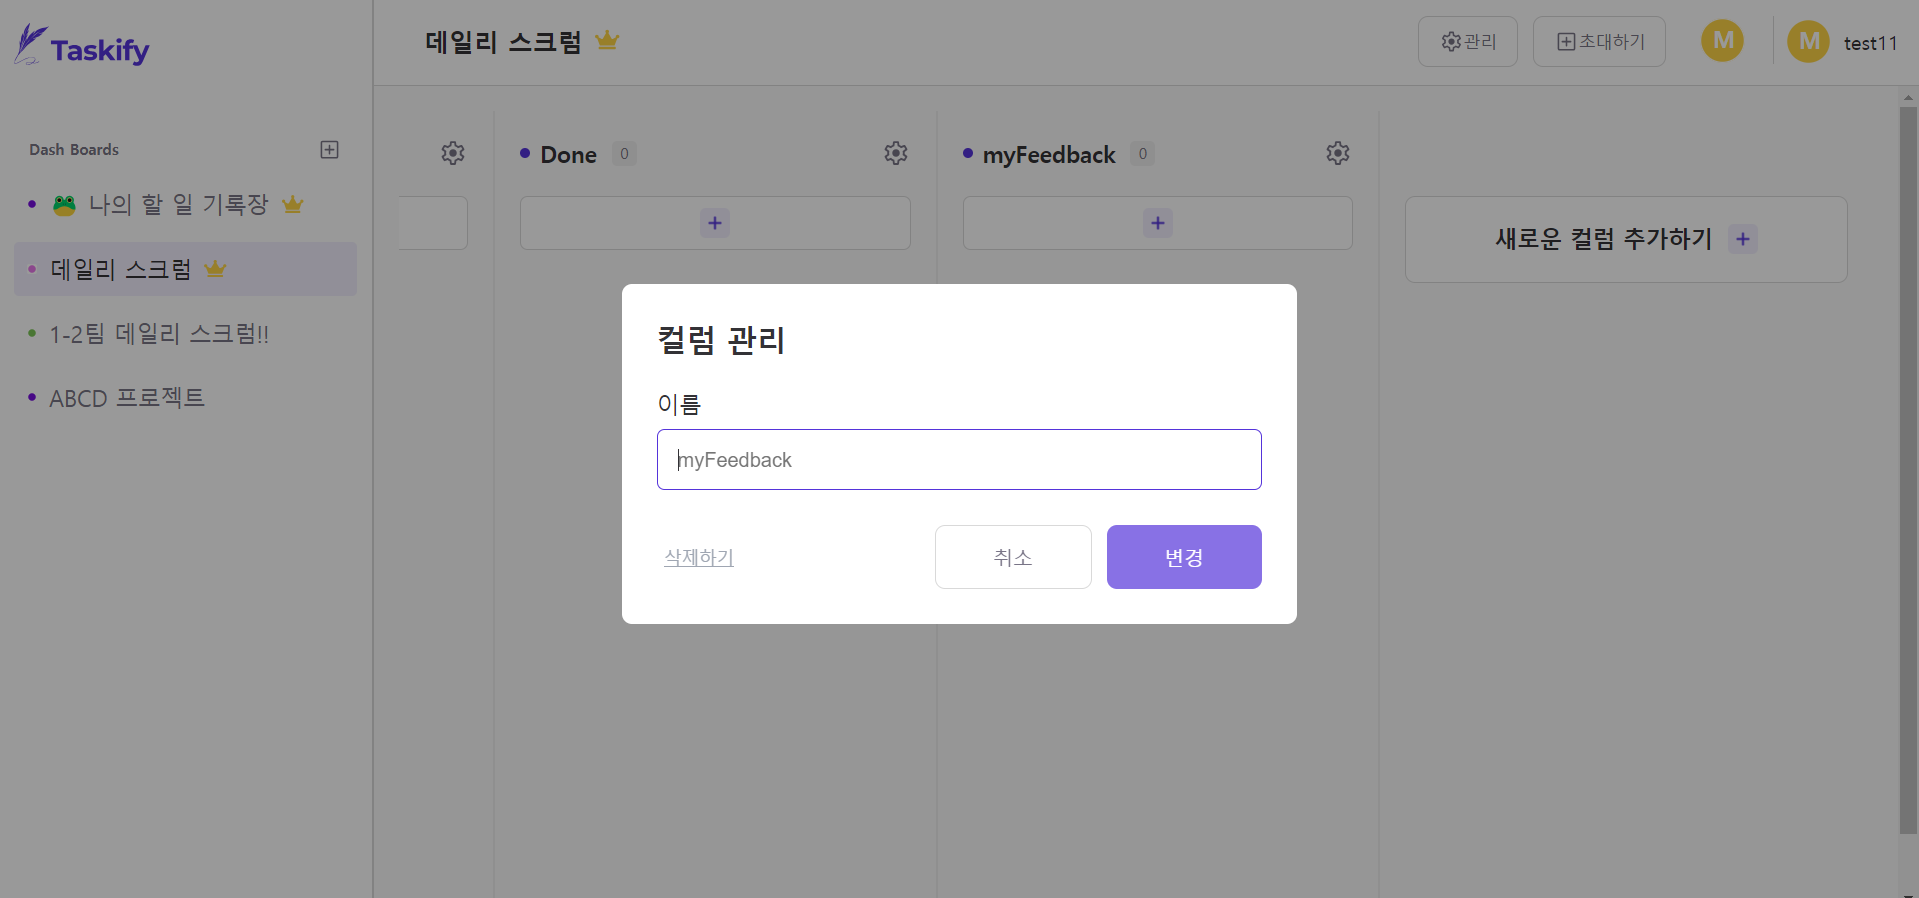 Taskify
데일리 스크럼
관리
초대하기
M
M
test11
Dash Boards
나의 할 일 기록장
데일리 스크럼
1-2팀 데일리 스크럼!!
ABCD 프로젝트
Done 0
myFeedback 0
새로운 컬럼 추가하기
컬럼 관리
이름
myFeedback
삭제하기
취소
변경